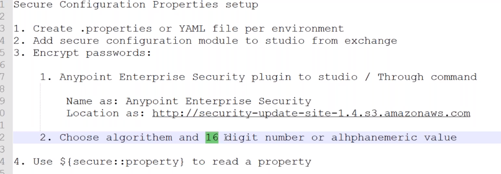 Secure Configuration Properties setup
1. Create .properties or YAML file per environment
2. Add secure configuration module to studio from exchange
3. Encrypt passwords:
1. Anypoint Enterprise Security plugin to studio / Through command
Name as: Anypoint Enterprise Security
Location as: http://security-update-site-1.4.s3.amazonaws.com
2. Choose algorithem and 16 digit number or alhphanemeric value
4. Use ${secure::property} to read a property